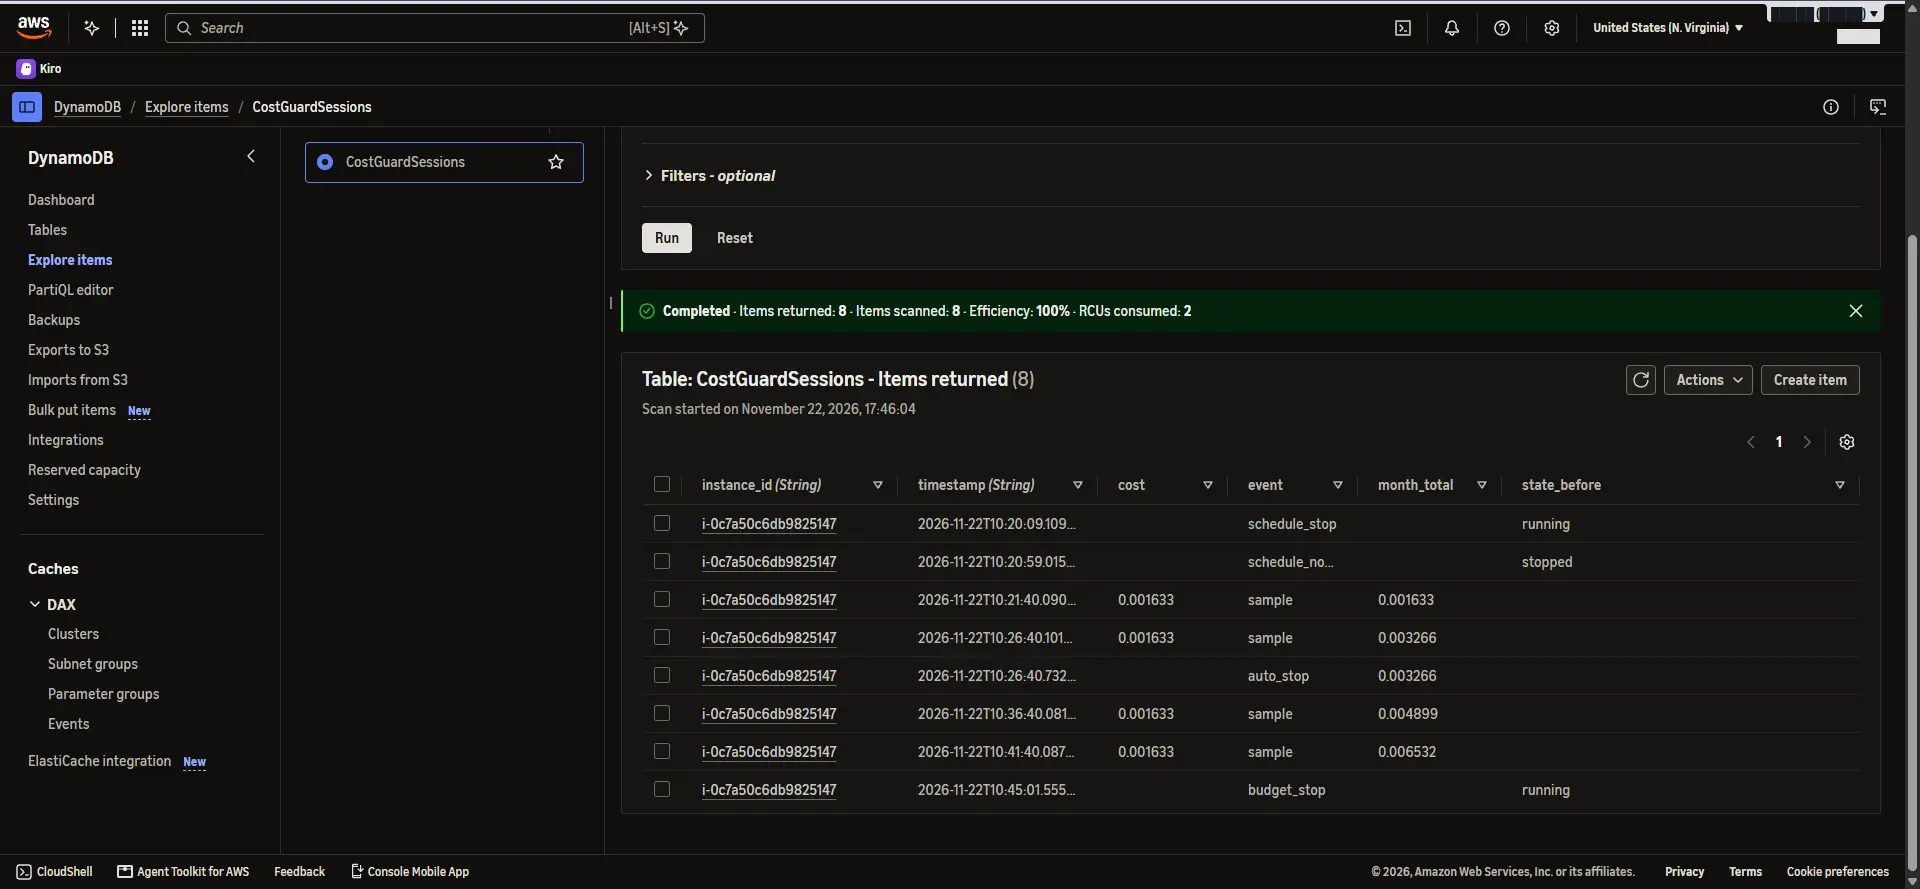 aws
Search [Alt+S]
United States (N. Virginia)
Kiro
DynamoDB / Explore items / CostGuardSessions
DynamoDB
Dashboard
Tables
Explore items
PartiQL editor
Backups
Exports to S3
Imports from S3
Bulk put items New
Integrations
Reserved capacity
Settings
Caches
DAX
Clusters
Subnet groups
Parameter groups
Events
ElastiCache integration New
CostGuardSessions
Filters - optional
Run Reset
Completed · Items returned: 8 · Items scanned: 8 · Efficiency: 100% · RCUs consumed: 2
Table: CostGuardSessions - Items returned (8)
Actions Create item
Scan started on November 22, 2026, 17:46:04
1
instance_id (String) timestamp (String) cost event month_total state_before
i-0c7a50c6db9825147 2026-11-22T10:20:09.109... schedule_stop running
i-0c7a50c6db9825147 2026-11-22T10:20:59.015... schedule_no... stopped
i-0c7a50c6db9825147 2026-11-22T10:21:40.090... 0.001633 sample 0.001633
i-0c7a50c6db9825147 2026-11-22T10:26:40.101... 0.001633 sample 0.003266
i-0c7a50c6db9825147 2026-11-22T10:26:40.732... auto_stop 0.003266
i-0c7a50c6db9825147 2026-11-22T10:36:40.081... 0.001633 sample 0.004899
i-0c7a50c6db9825147 2026-11-22T10:41:40.087... 0.001633 sample 0.006532
i-0c7a50c6db9825147 2026-11-22T10:45:01.555... budget_stop running
CloudShell Agent Toolkit for AWS Feedback Console Mobile App
© 2026, Amazon Web Services, Inc. or its affiliates. Privacy Terms Cookie preferences